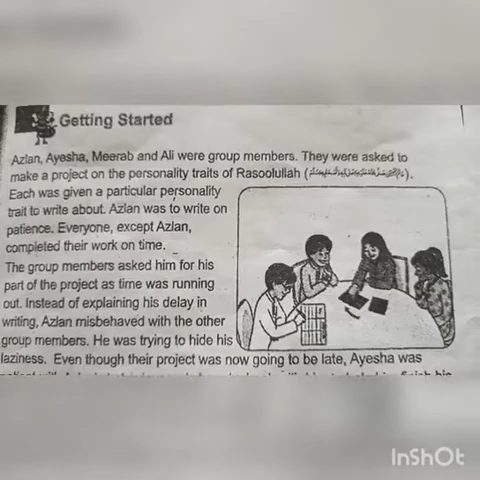 Getting Started
Azlan, Ayesha, Meerab and Ali were group members. They were asked to
make a project on the personality traits of Rasoolullah ( ).
Each was given a particular personality
trait to write about. Azlan was to write on
patience. Everyone, except Azlan,
completed their work on time.
The group members asked him for his
part of the project as time was running
out. Instead of explaining his delay in
writing, Azlan misbehaved with the other
group members. He was trying to hide his
laziness. Even though their project was now going to be late, Ayesha was
InShOt